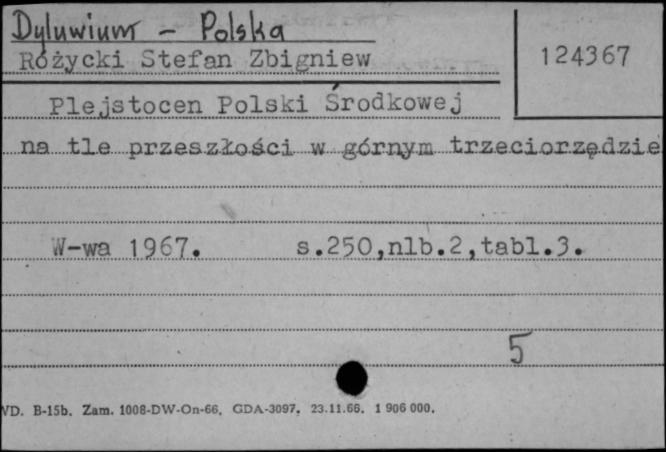 Dyluwium - Polska
Różycki Stefan Zbigniew
124367
Plejstocen Polski Środkowej
na tle przeszłości w górnym trzeciorzędzie
W-wa 1967. s.250,nlb.2,tabl.3.
5
VD. B-15b. Zam. 1008-DW-On-66. GDA-3097. 23.11.66. 1 906 000.